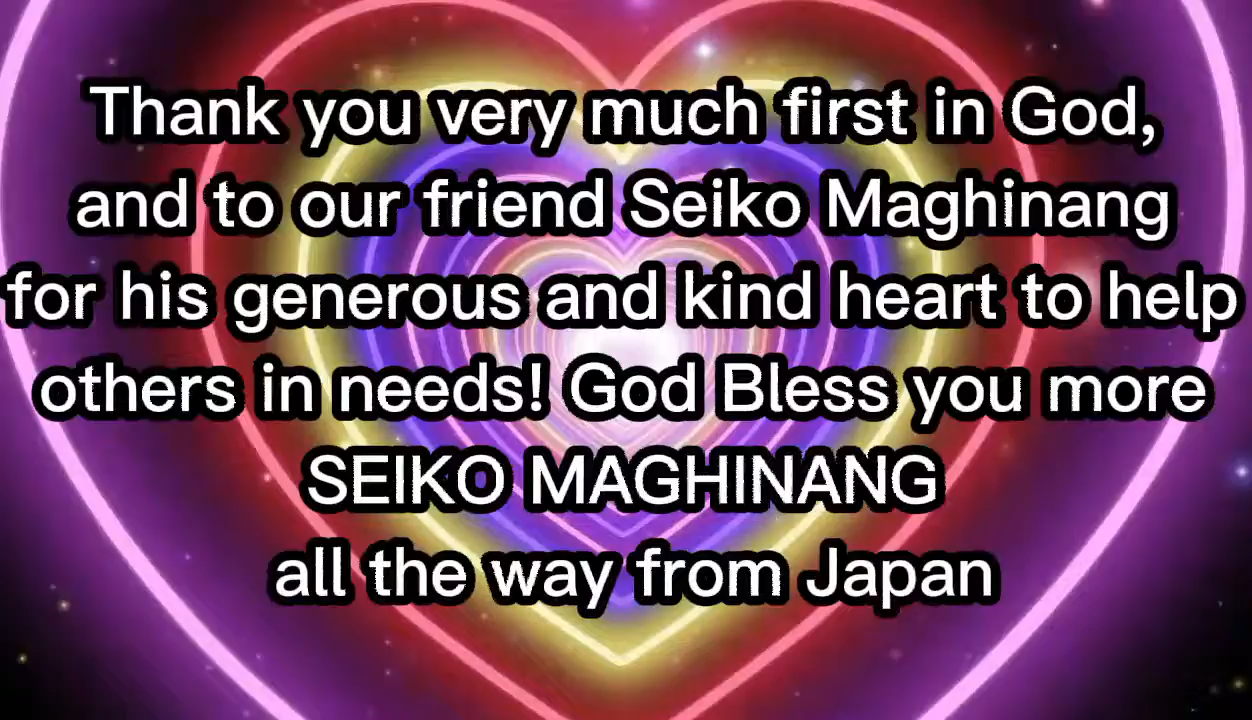 Thank you very much first in God,
and to our friend Seiko Maghinang
for his generous and kind heart to help
others in needs! God Bless you more
SEIKO MAGHINANG
all the way from Japan